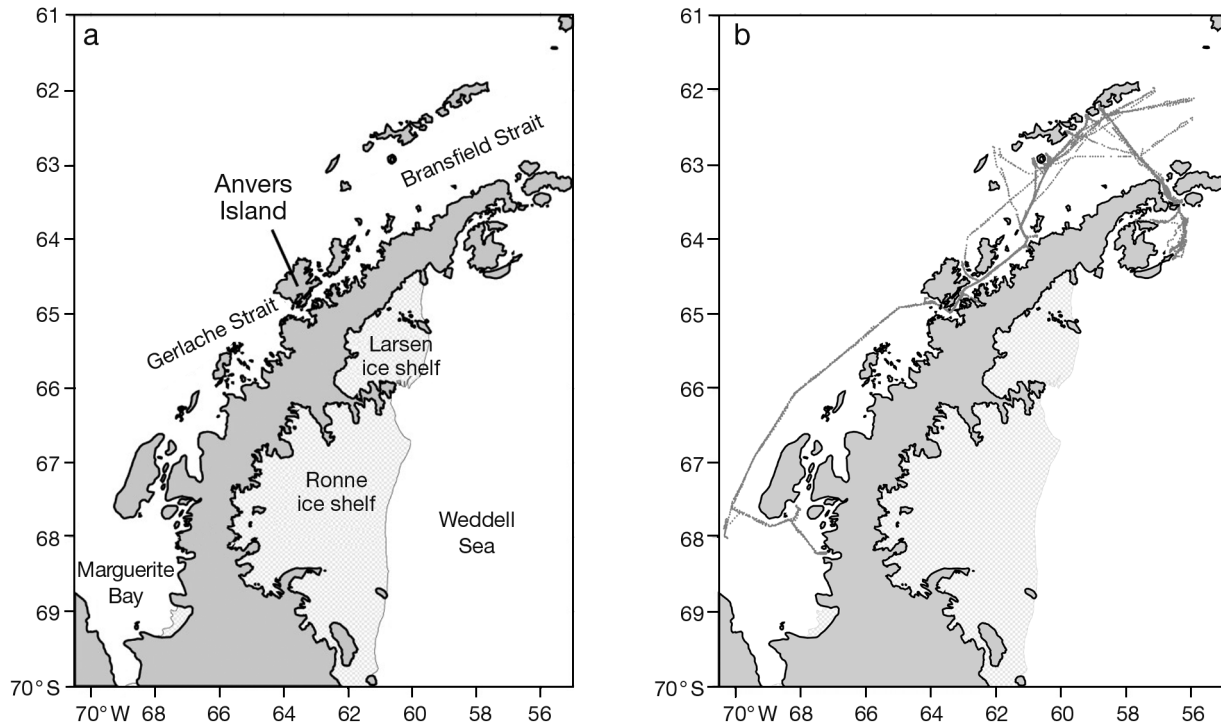 a
61
62
63
64
65
66
67
68
69
70°S
70°W
68
66
64
62
60
58
56
Bransfield Strait
Anvers
Island
Gerlache Strait
Larsen
ice shelf
Ronne
ice shelf
Weddell
Sea
Marguerite
Bay
b
61
62
63
64
65
66
67
68
69
70°S
70°W
68
66
64
62
60
58
56